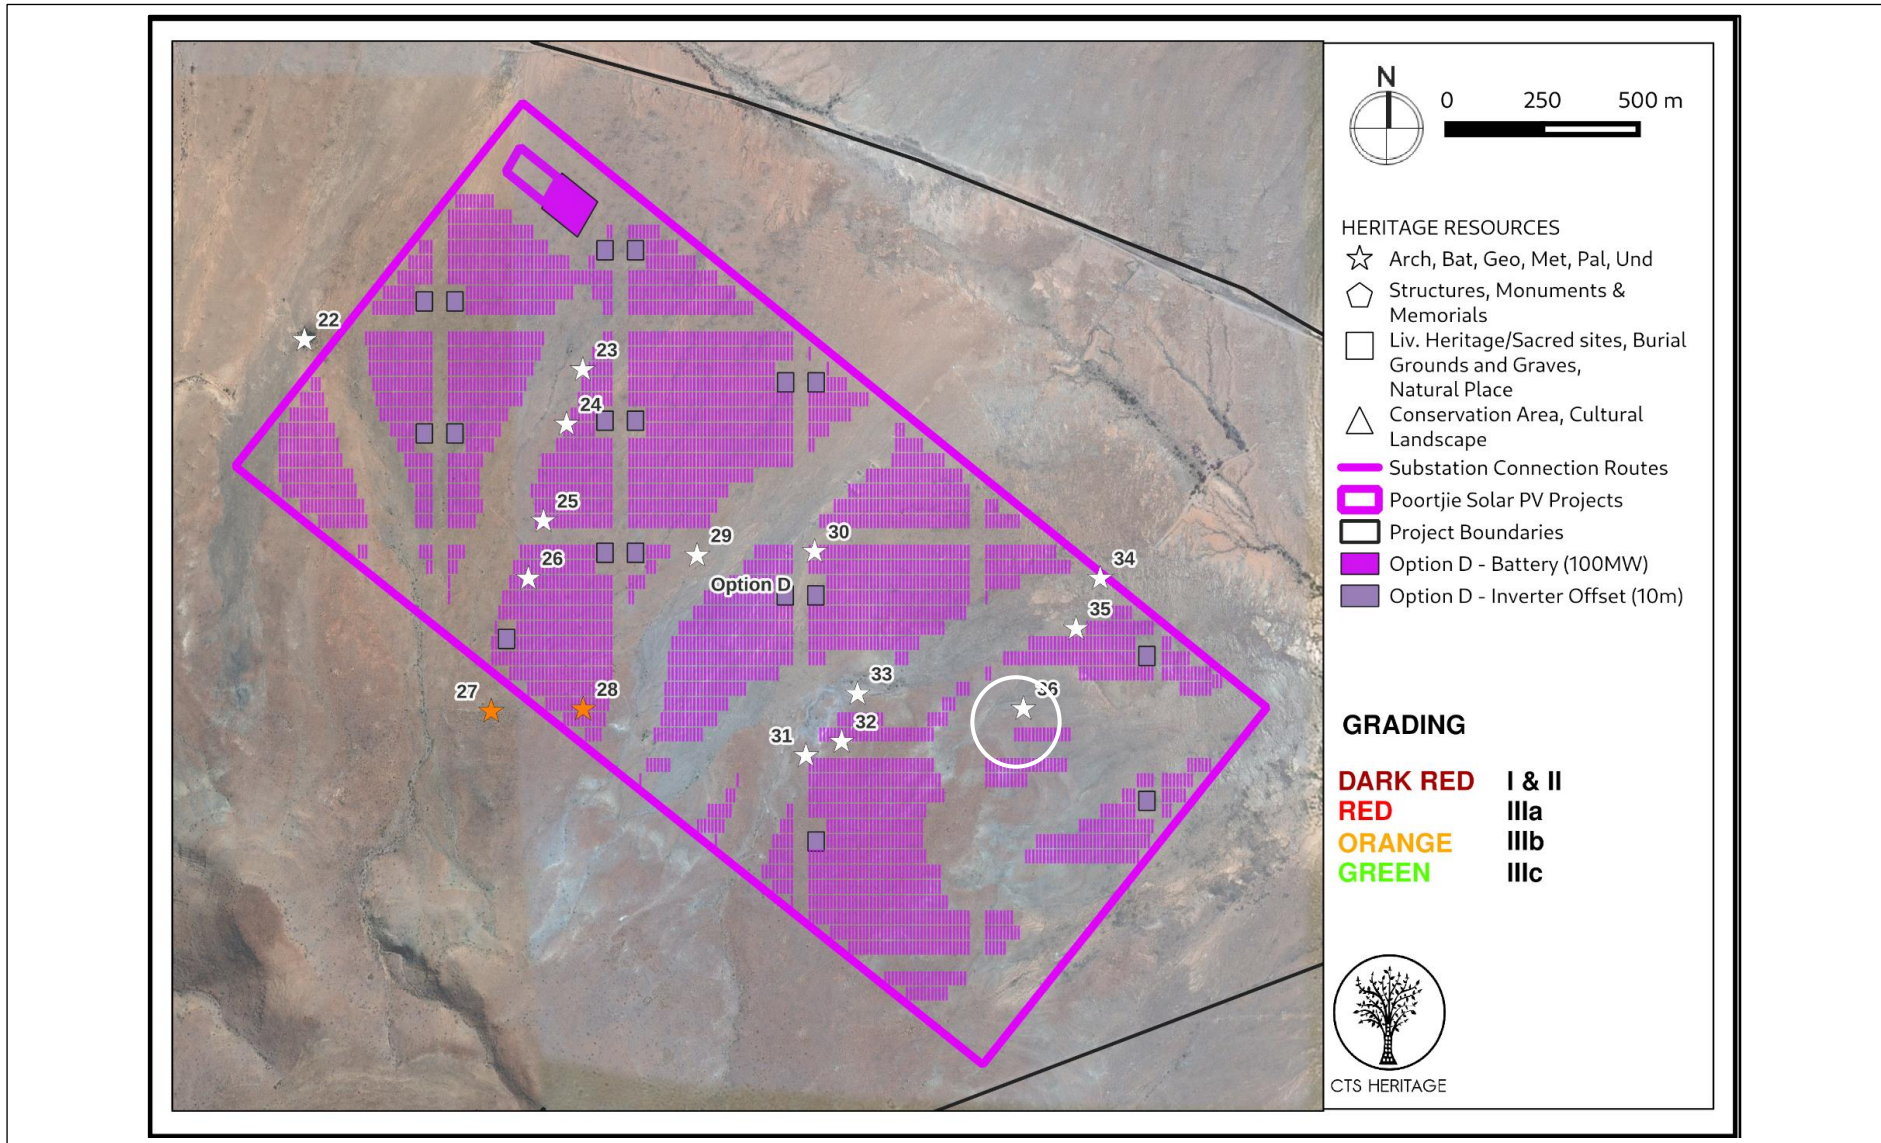 N
0 250 500 m
HERITAGE RESOURCES
Arch, Bat, Geo, Met, Pal, Und
Structures, Monuments &
Memorials
Liv. Heritage/Sacred sites, Burial
Grounds and Graves,
Natural Place
Conservation Area, Cultural
Landscape
Substation Connection Routes
Poortjie Solar PV Projects
Project Boundaries
Option D - Battery (100MW)
Option D - Inverter Offset (10m)
GRADING
DARK RED I & II
RED IIIa
ORANGE IIIb
GREEN IIIc
CTS HERITAGE
22
23
24
25
26
29
30
Option D
34
35
27
28
33
36
32
31